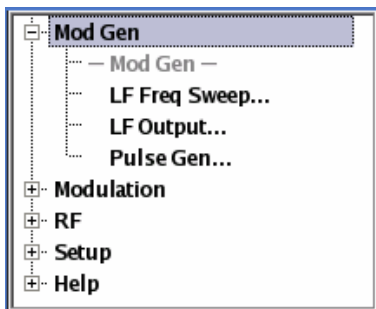 Mod Gen
— Mod Gen —
LF Freq Sweep...
LF Output...
Pulse Gen...
Modulation
RF
Setup
Help